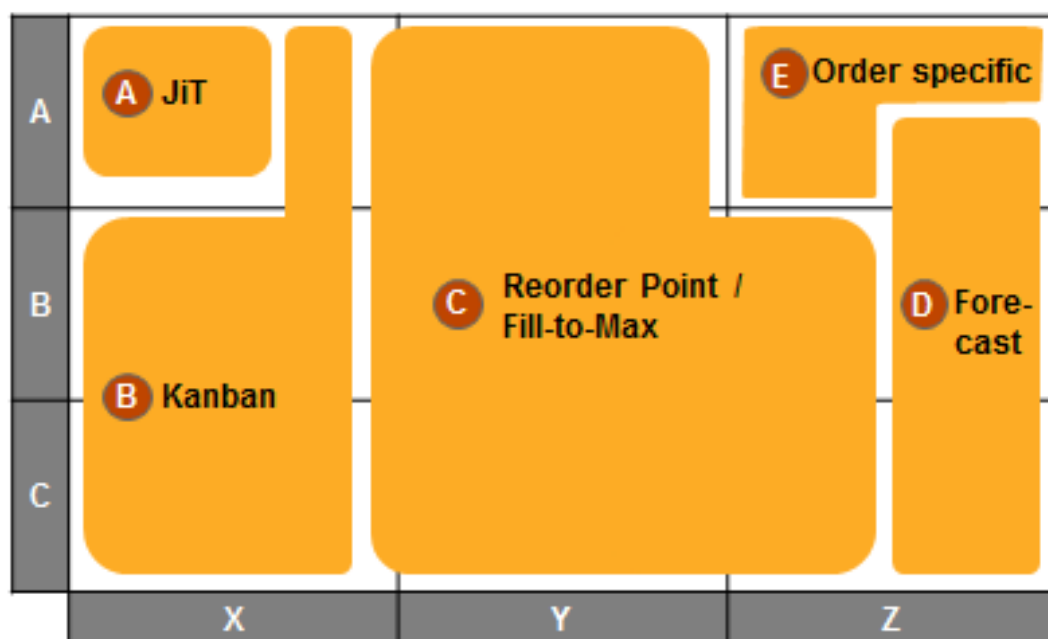 A
A JiT
E Order specific
B
C Reorder Point /
Fill-to-Max
D Fore-
cast
B Kanban
C
X Y Z